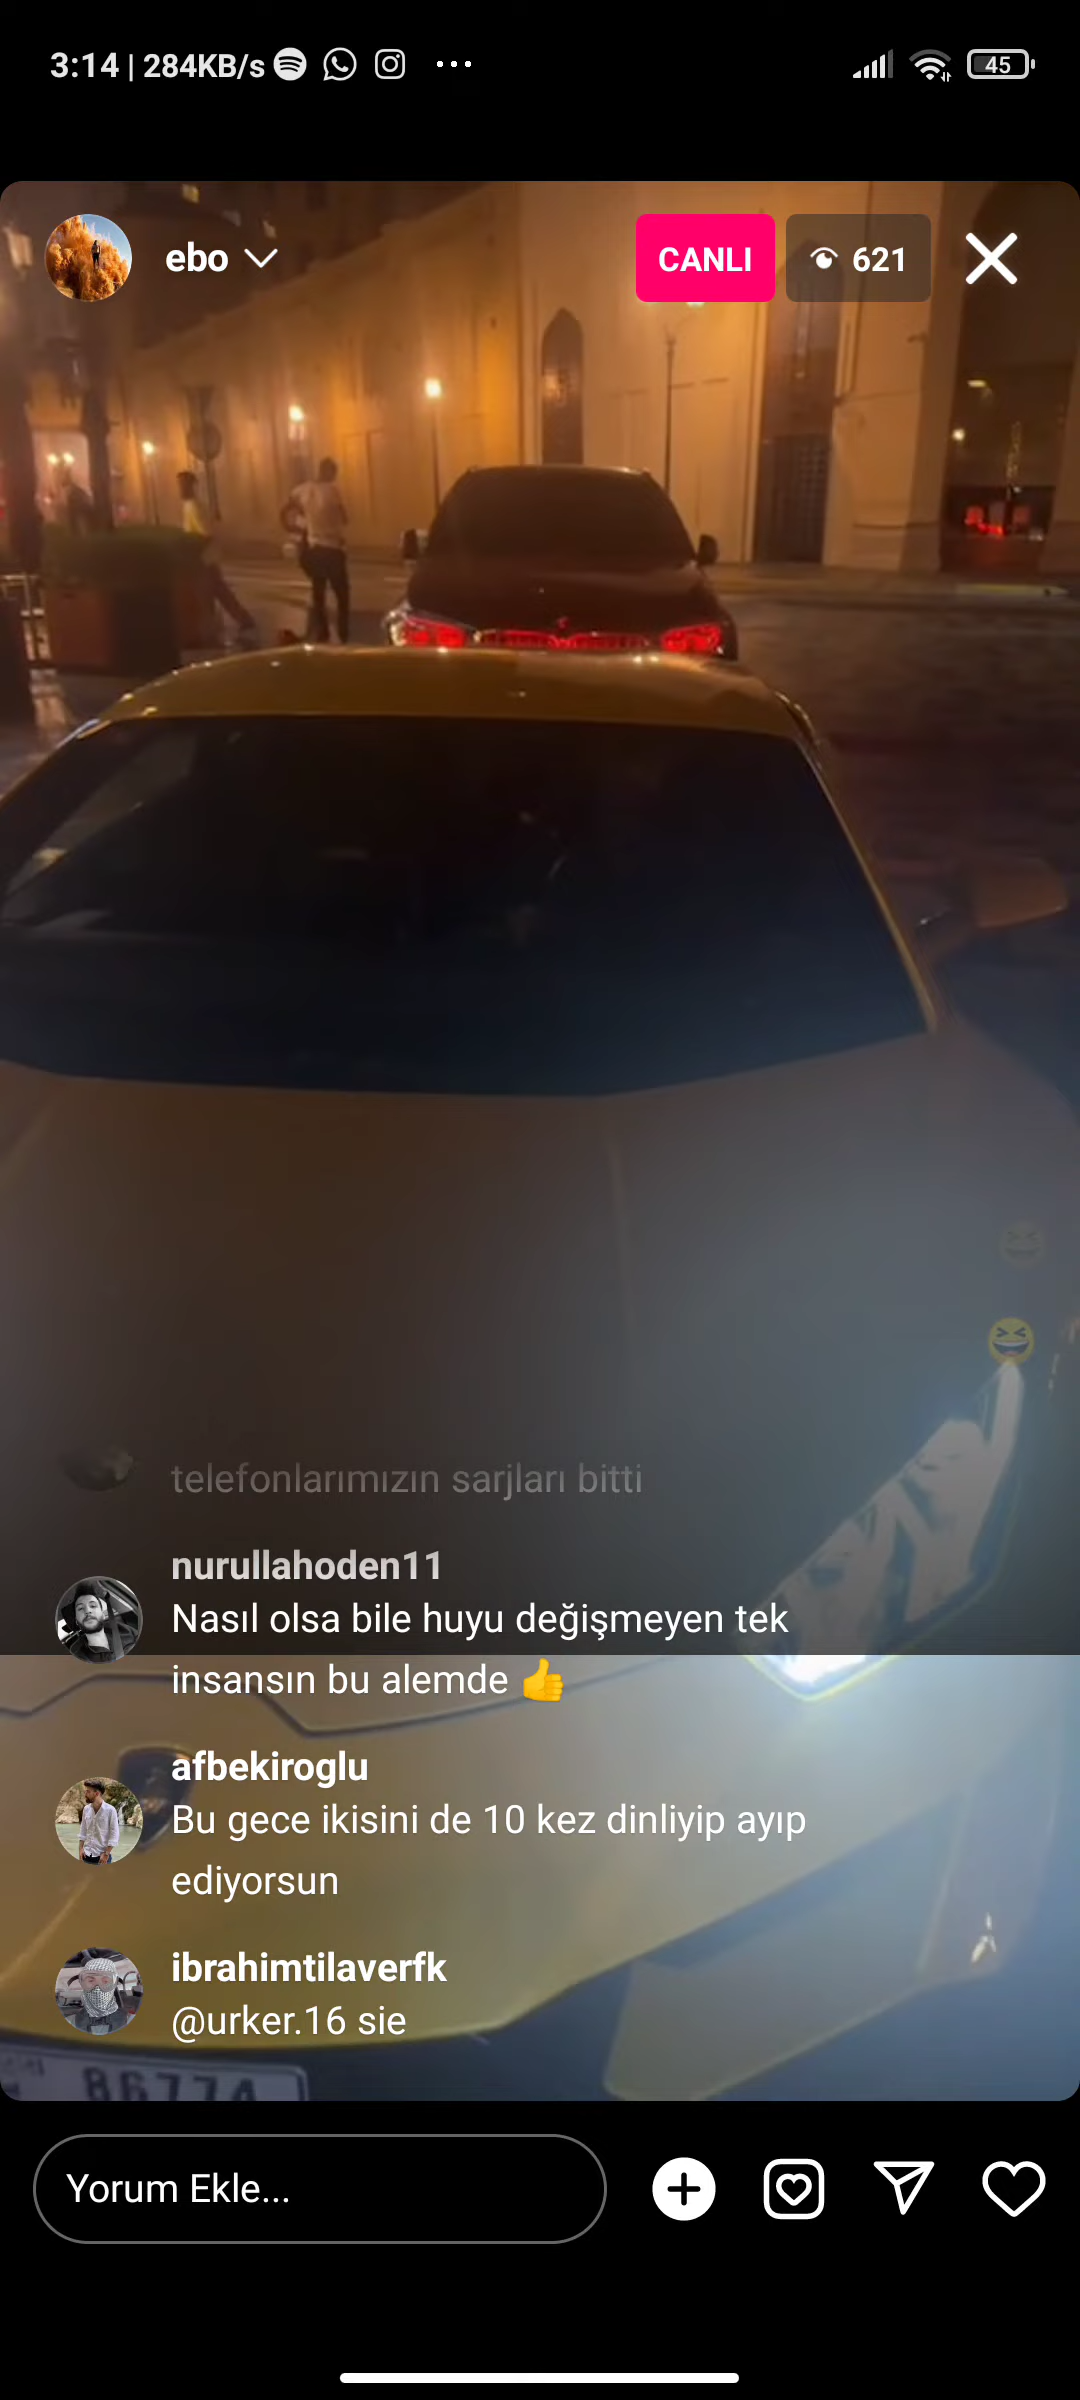 3:14 | 284KB/s
45
ebo
CANLI
621
telefonlarımızın sarjları bitti
nurullahoden11
Nasıl olsa bile huyu değişmeyen tek
insansın bu alemde 👍
afbekiroglu
Bu gece ikisini de 10 kez dinliyip ayıp
ediyorsun
ibrahimtilaverfk
@urker.16 sie
86774
Yorum Ekle...